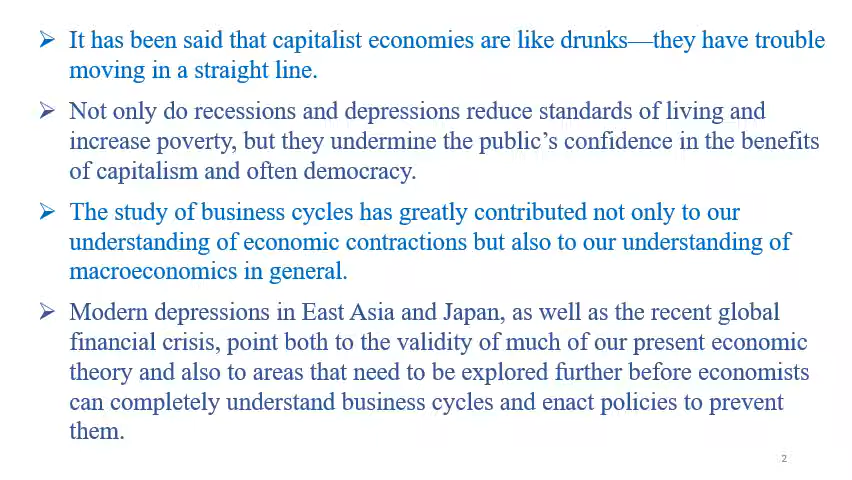 ➢ It has been said that capitalist economies are like drunks—they have trouble
moving in a straight line.
➢ Not only do recessions and depressions reduce standards of living and
increase poverty, but they undermine the public’s confidence in the benefits
of capitalism and often democracy.
➢ The study of business cycles has greatly contributed not only to our
understanding of economic contractions but also to our understanding of
macroeconomics in general.
➢ Modern depressions in East Asia and Japan, as well as the recent global
financial crisis, point both to the validity of much of our present economic
theory and also to areas that need to be explored further before economists
can completely understand business cycles and enact policies to prevent
them.
2